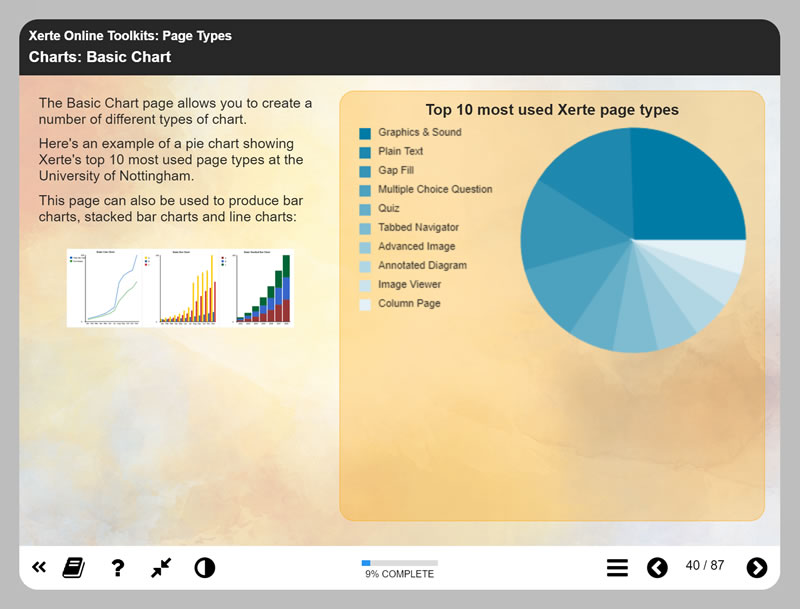 Xerte Online Toolkits: Page Types
Charts: Basic Chart
The Basic Chart page allows you to create a
number of different types of chart.
Here's an example of a pie chart showing
Xerte's top 10 most used page types at the
University of Nottingham.
This page can also be used to produce bar
charts, stacked bar charts and line charts:
Top 10 most used Xerte page types
Graphics & Sound
Plain Text
Gap Fill
Multiple Choice Question
Quiz
Tabbed Navigator
Advanced Image
Annotated Diagram
Image Viewer
Column Page
?
9% COMPLETE
40 / 87